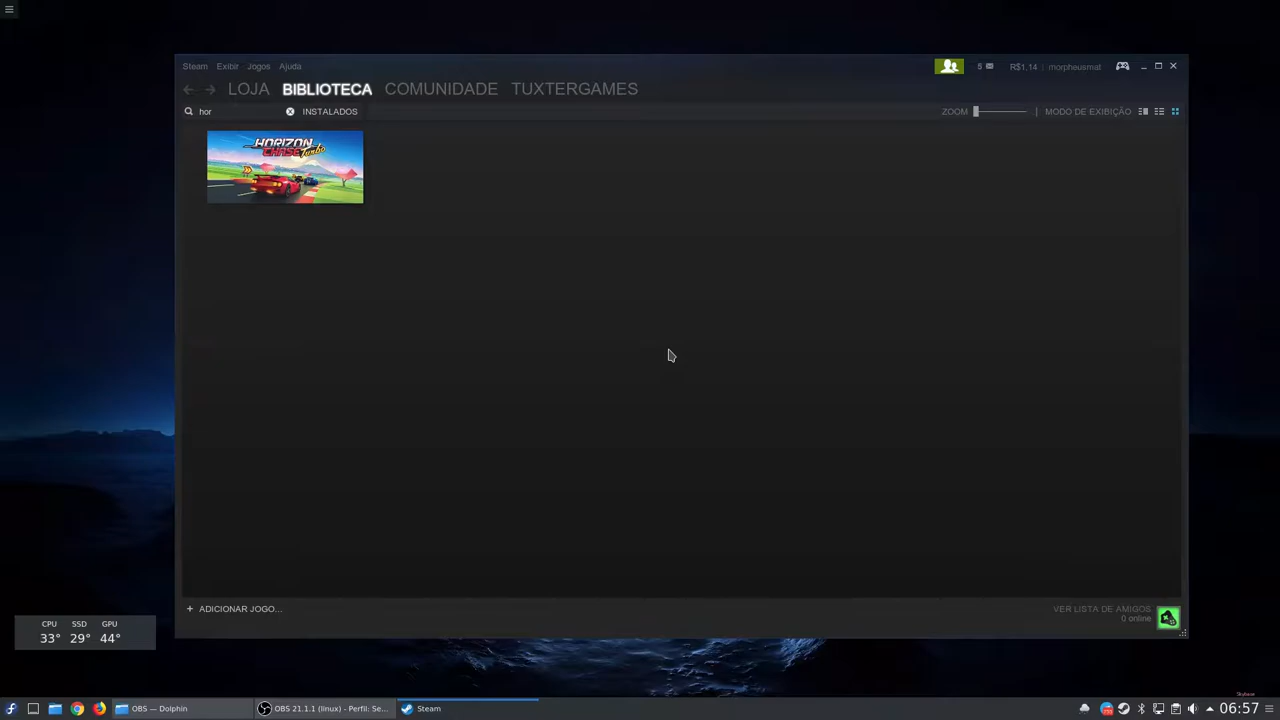 Steam Exibir Jogos Ajuda
5 R$1,14 morpheusmat
LOJA BIBLIOTECA COMUNIDADE TUXTERGAMES
hor INSTALADOS ZOOM MODO DE EXIBIÇÃO
HORIZON
CHASE Turbo
+ ADICIONAR JOGO... VER LISTA DE AMIGOS
0 online
CPU SSD GPU
33° 29° 44°
OBS — Dolphin OBS 21.1.1 (linux) - Perfil: Se... Steam 06:57